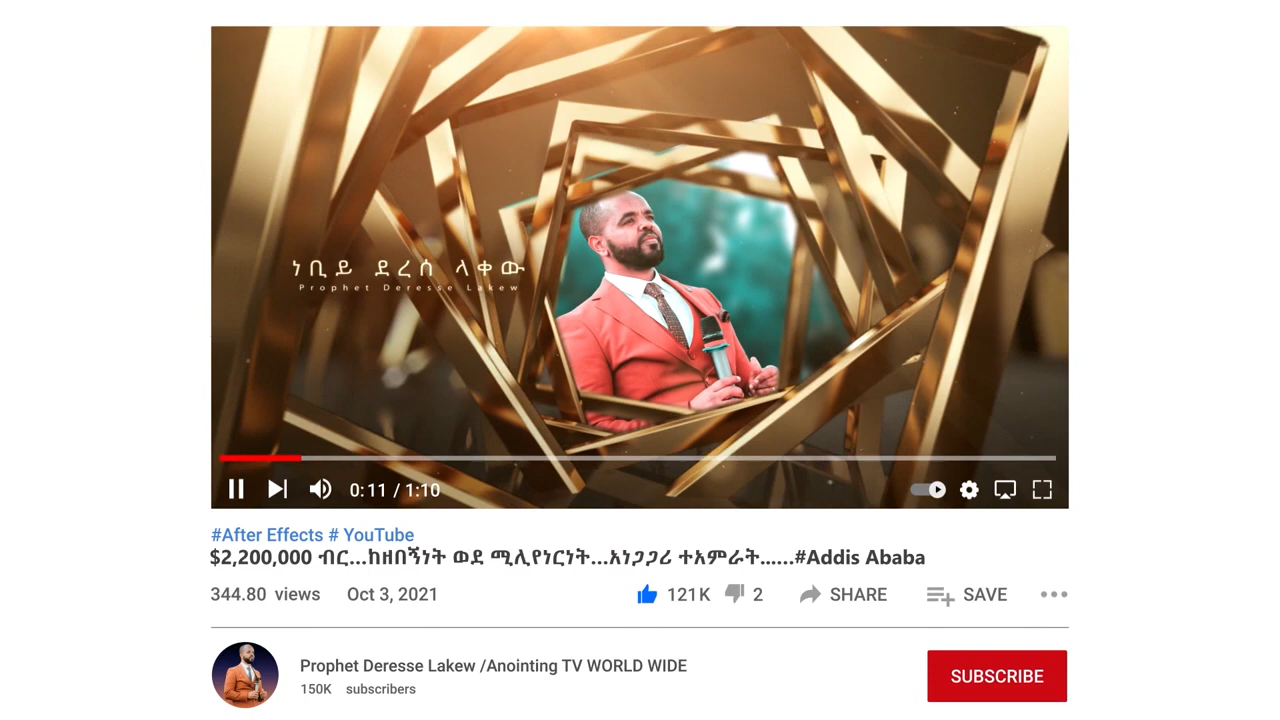 ነቢይ ደረሰ ላቀው
Prophet Deresse Lakew
0:11 / 1:10
#After Effects # YouTube
$2,200,000 ብር...ከዘበኝነት ወደ ሚሊየነርነት...አነጋጋሪ ተአምራት......#Addis Ababa
344.80 views Oct 3, 2021 121K 2 SHARE SAVE
Prophet Deresse Lakew /Anointing TV WORLD WIDE
150K subscribers
SUBSCRIBE